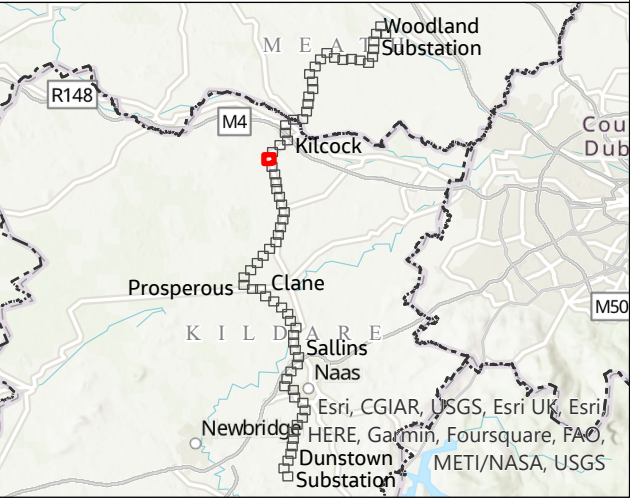 Woodland
Substation
M E A T H
R148
M4
Cou
Dub
Kilcock
Prosperous
Clane
M50
K I L D A R E
Sallins
Naas
Esri, CGIAR, USGS, Esri UK, Esri,
Newbridge
HERE, Garmin, Foursquare, FAO,
METI/NASA, USGS
Dunstown
Substation